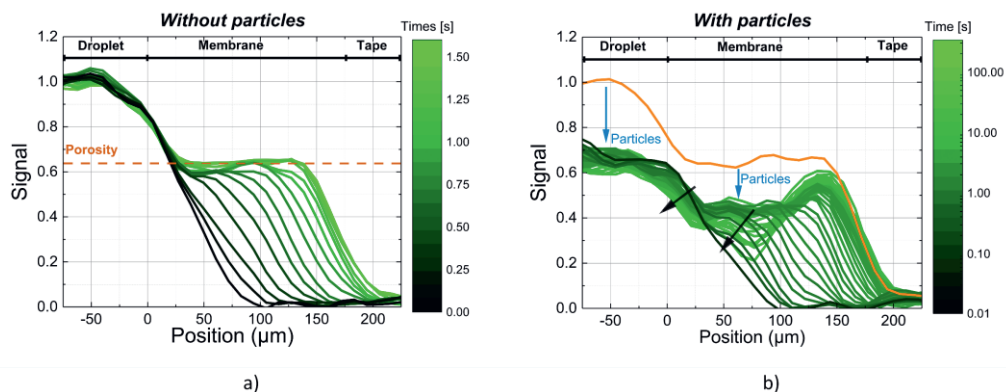 Without particles
Times [s]
Droplet Membrane Tape
1.2
1.0
0.8
0.6
0.4
0.2
0.0
Signal
Porosity
-50 0 50 100 150 200
Position (µm)
1.50
1.25
1.00
0.75
0.50
0.25
0.00
a)
With particles
Time [s]
Droplet Membrane Tape
1.2
1.0
0.8
0.6
0.4
0.2
0.0
Signal
Particles
Particles
-50 0 50 100 150 200
Position (µm)
100.00
10.00
1.00
0.10
0.01
b)